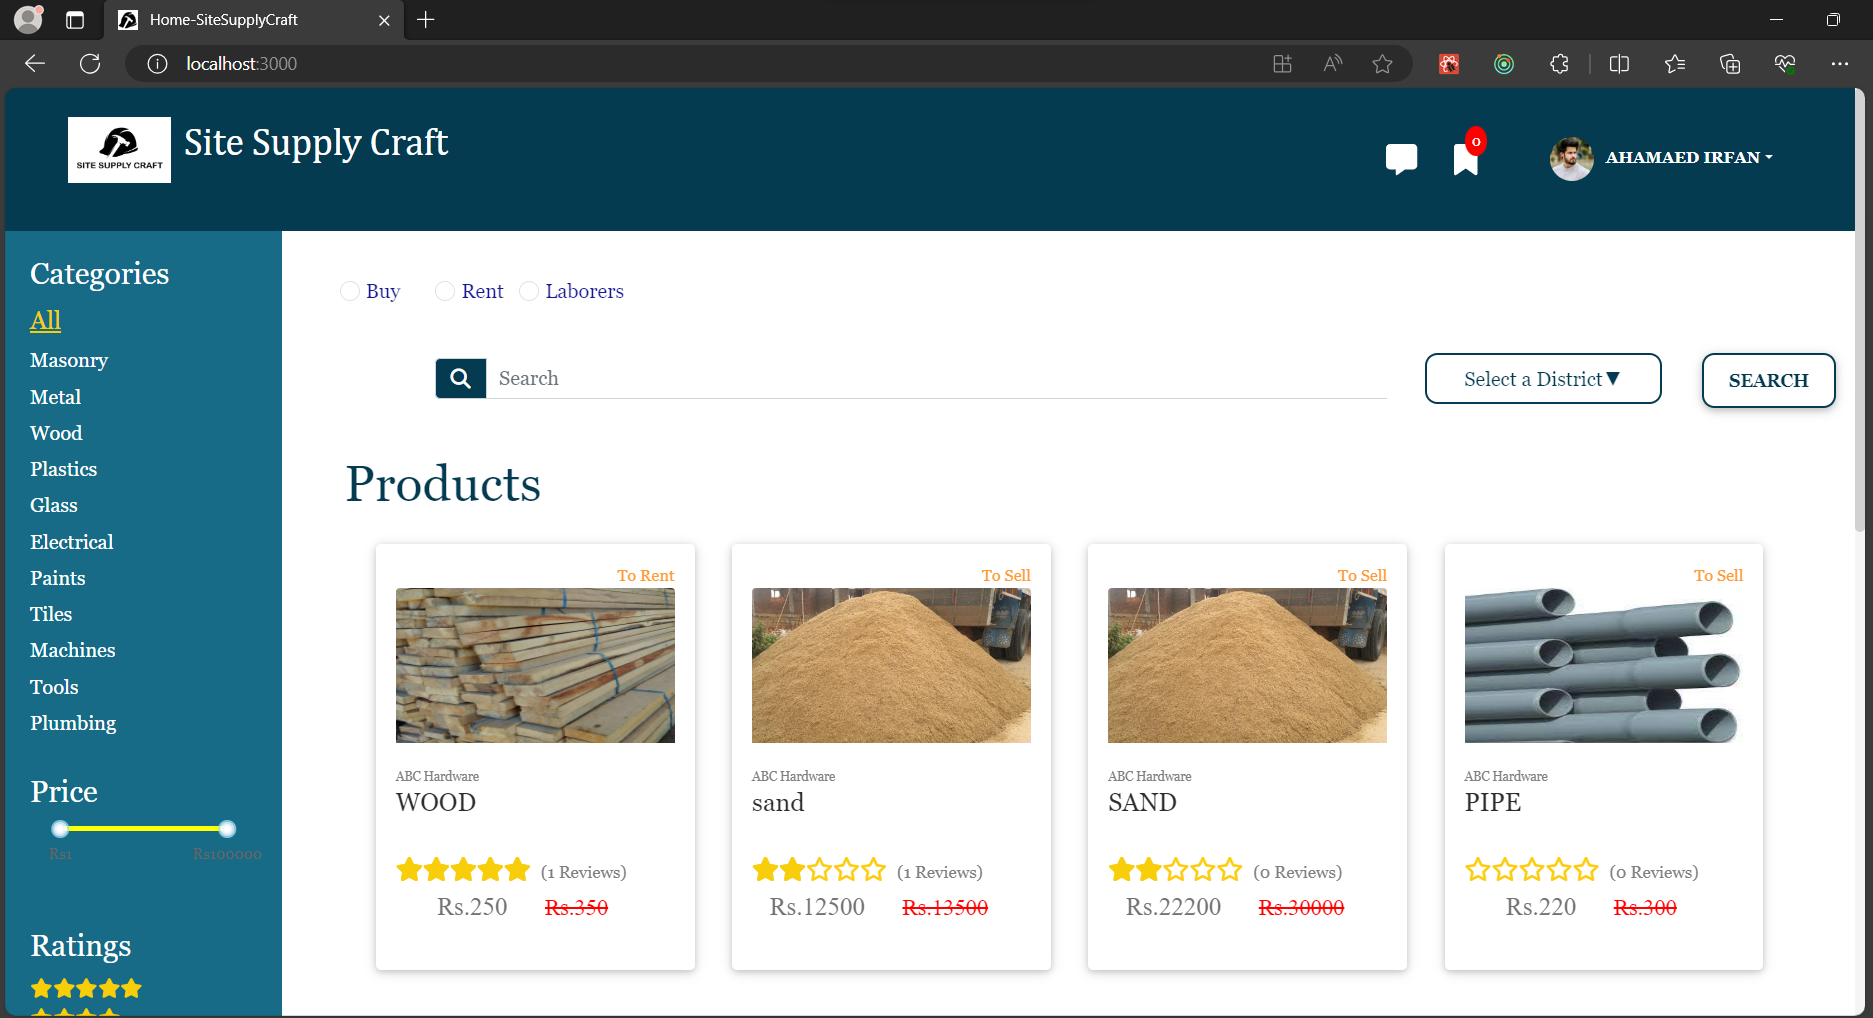 Home-SiteSupplyCraft
localhost:3000
SITE SUPPLY CRAFT
Site Supply Craft
0
AHAMAED IRFAN
Categories
All
Masonry
Metal
Wood
Plastics
Glass
Electrical
Paints
Tiles
Machines
Tools
Plumbing
Price
Rs1 Rs100000
Ratings
Buy Rent Laborers
Search
Select a District▼
SEARCH
Products
To Rent
ABC Hardware
WOOD
(1 Reviews)
Rs.250 Rs.350
To Sell
ABC Hardware
sand
(1 Reviews)
Rs.12500 Rs.13500
To Sell
ABC Hardware
SAND
(0 Reviews)
Rs.22200 Rs.30000
To Sell
ABC Hardware
PIPE
(0 Reviews)
Rs.220 Rs.300